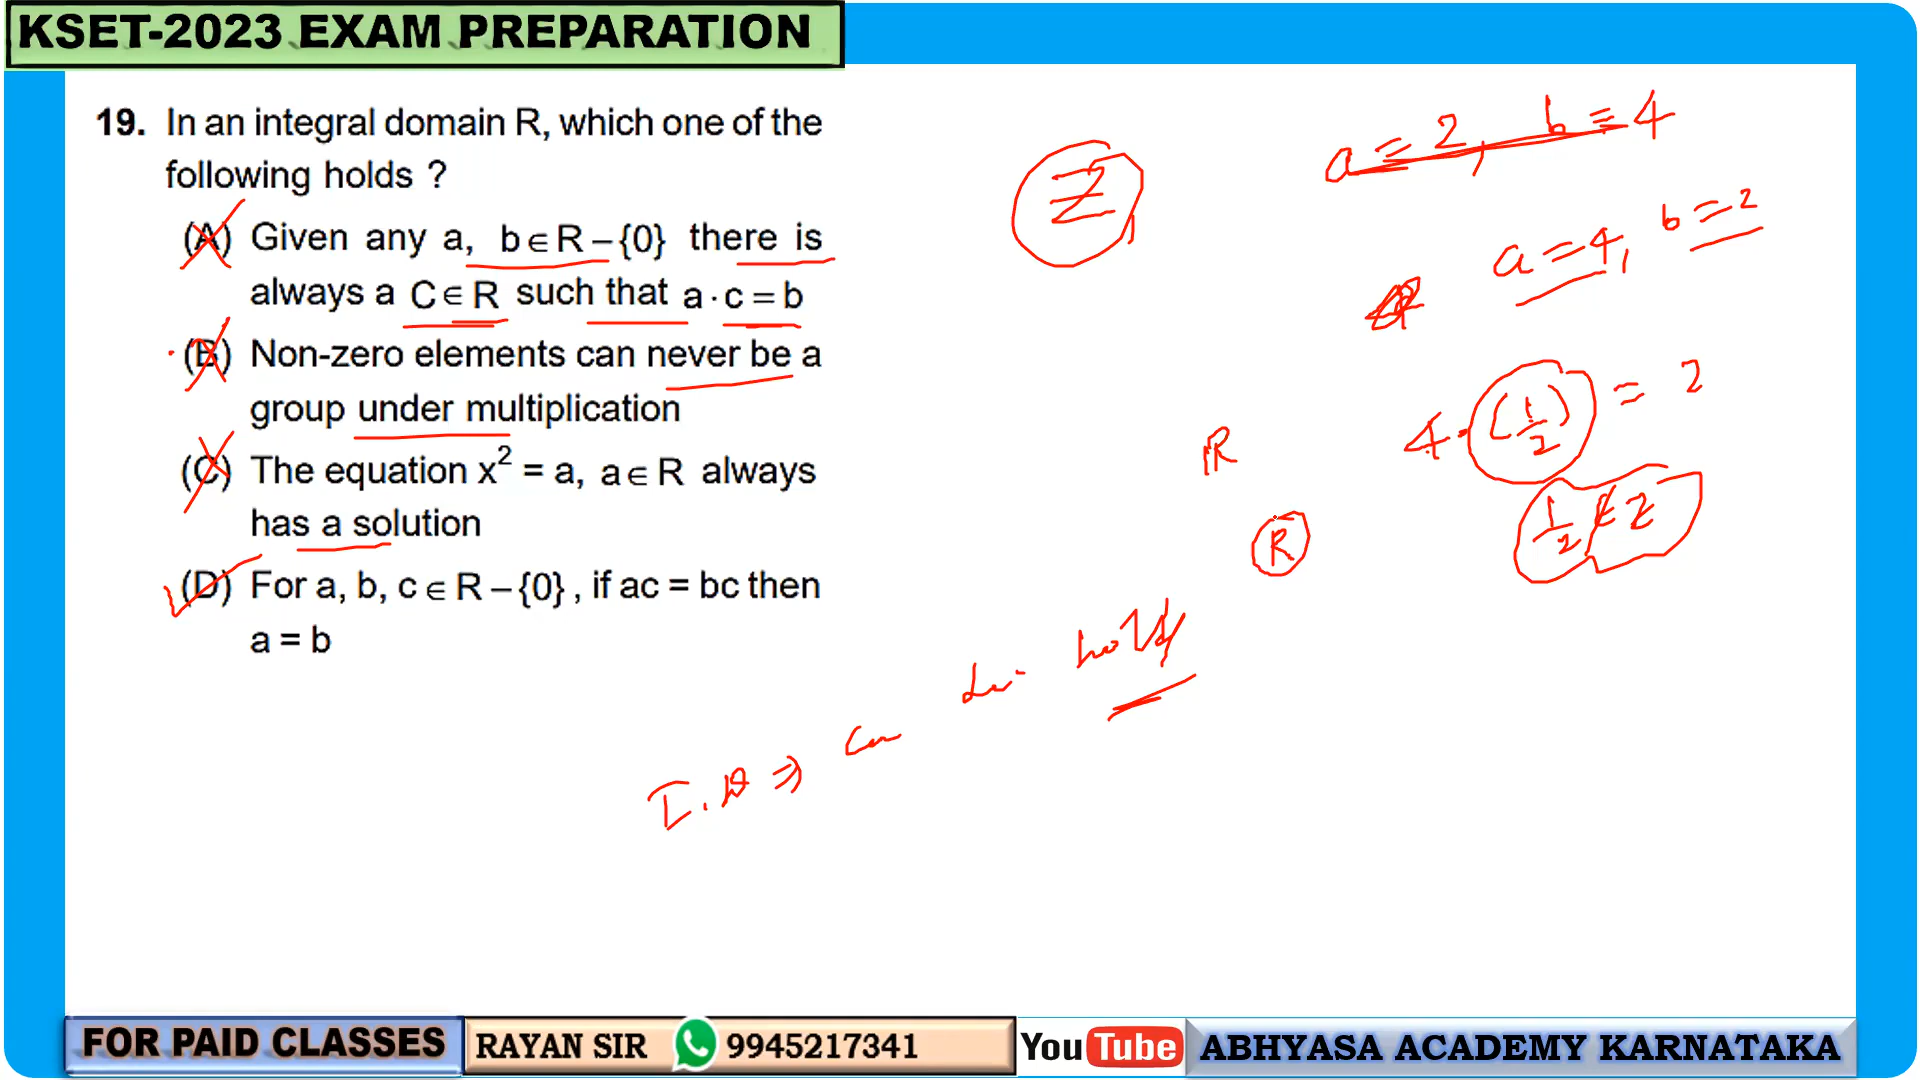 KSET-2023 EXAM PREPARATION
19. In an integral domain R, which one of the
following holds ?
(A) Given any a, b∈R–{0} there is
always a C∈R such that a·c=b
(B) Non-zero elements can never be a
group under multiplication
(C) The equation x² = a, a∈R always
has a solution
(D) For a, b, c∈R–{0}, if ac = bc then
a = b
Z
a = 2, b = 4
a = 4, b = 2
4·(1/2) = 2
R
R
1/2 ∉ Z
I.D ⇒ holds
FOR PAID CLASSES
RAYAN SIR 9945217341
YouTube ABHYASA ACADEMY KARNATAKA